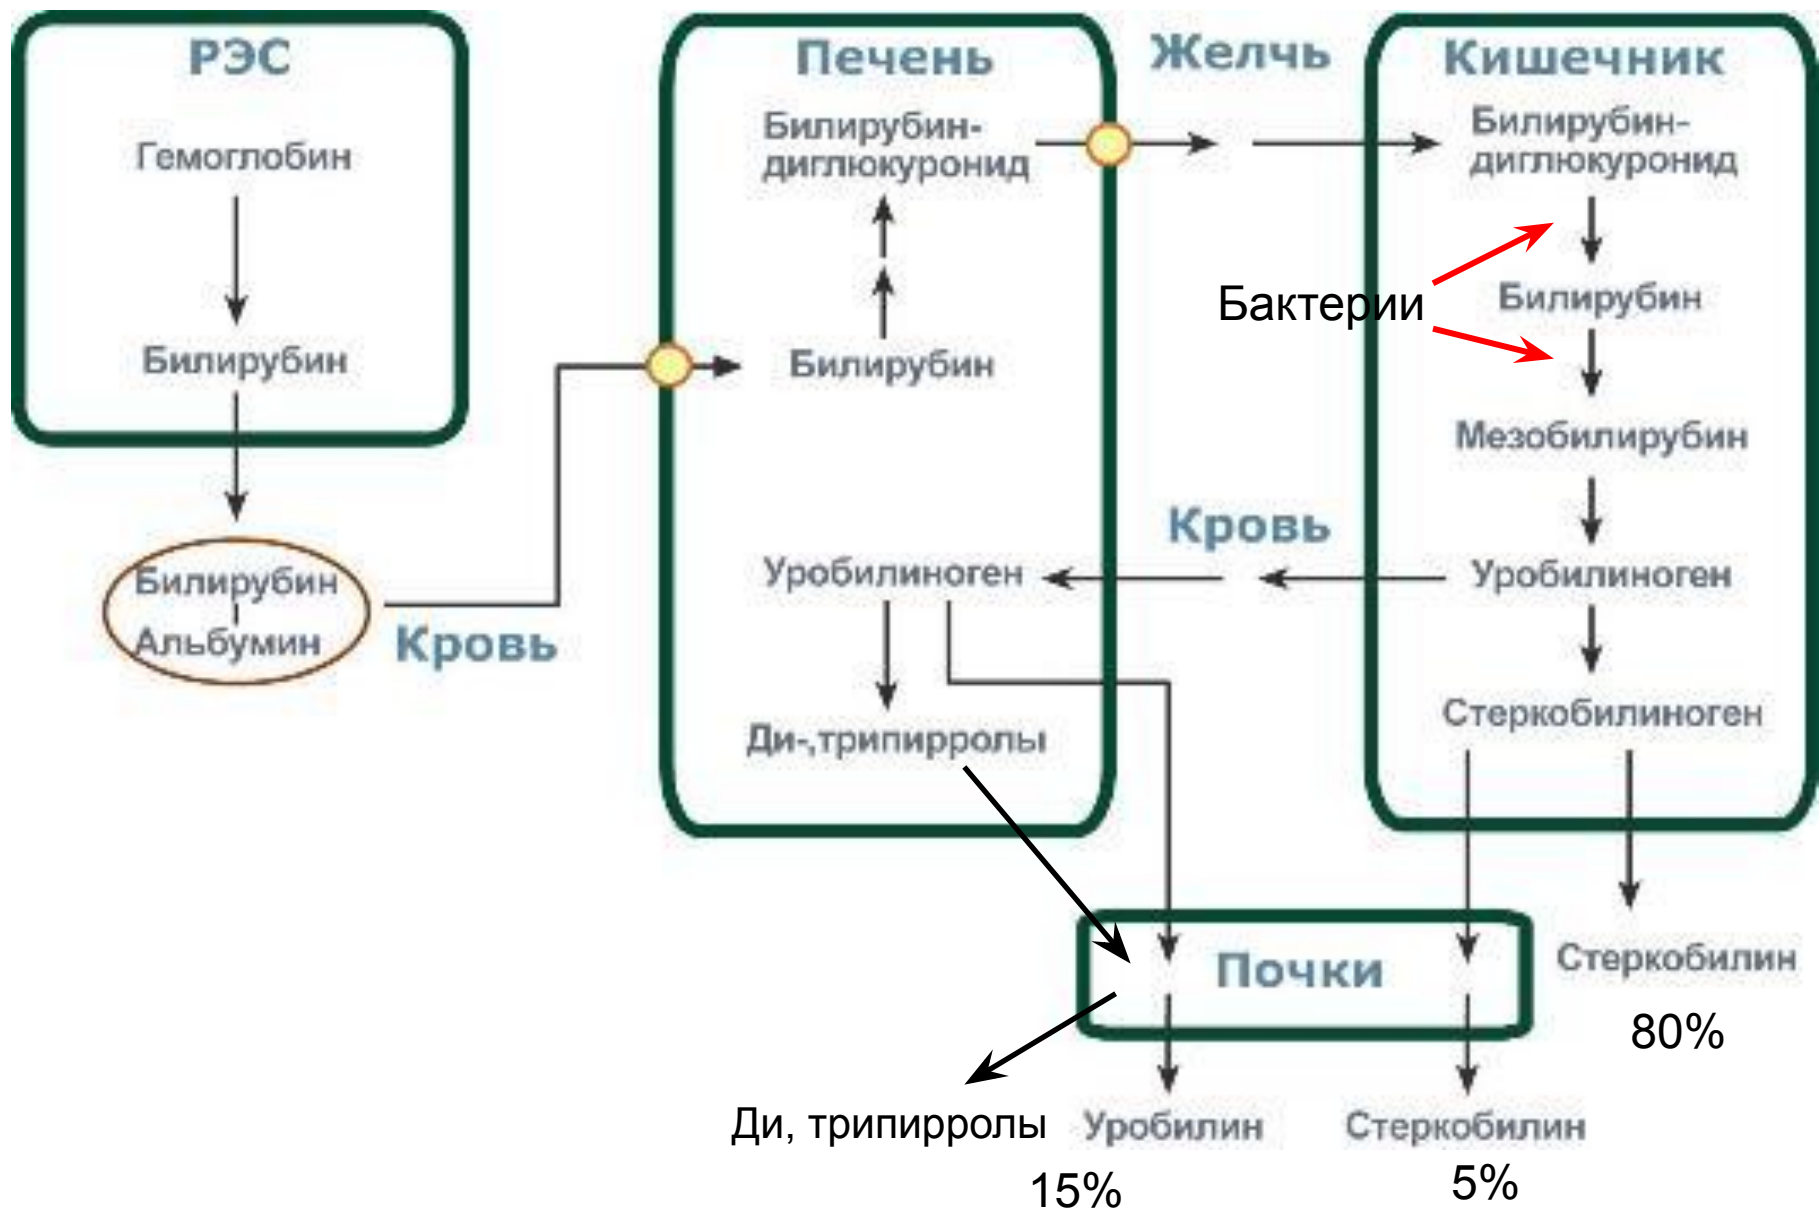 РЭС
Гемоглобин
Билирубин
Билирубин
Альбумин
Кровь
Печень
Билирубин-
диглюкуронид
Билирубин
Уробилиноген
Ди-,трипирролы
Желчь
Кровь
Бактерии
Кишечник
Билирубин-
диглюкуронид
Билирубин
Мезобилирубин
Уробилиноген
Стеркобилиноген
Почки
Стеркобилин
80%
Ди, трипирролы
Уробилин
Стеркобилин
15%
5%